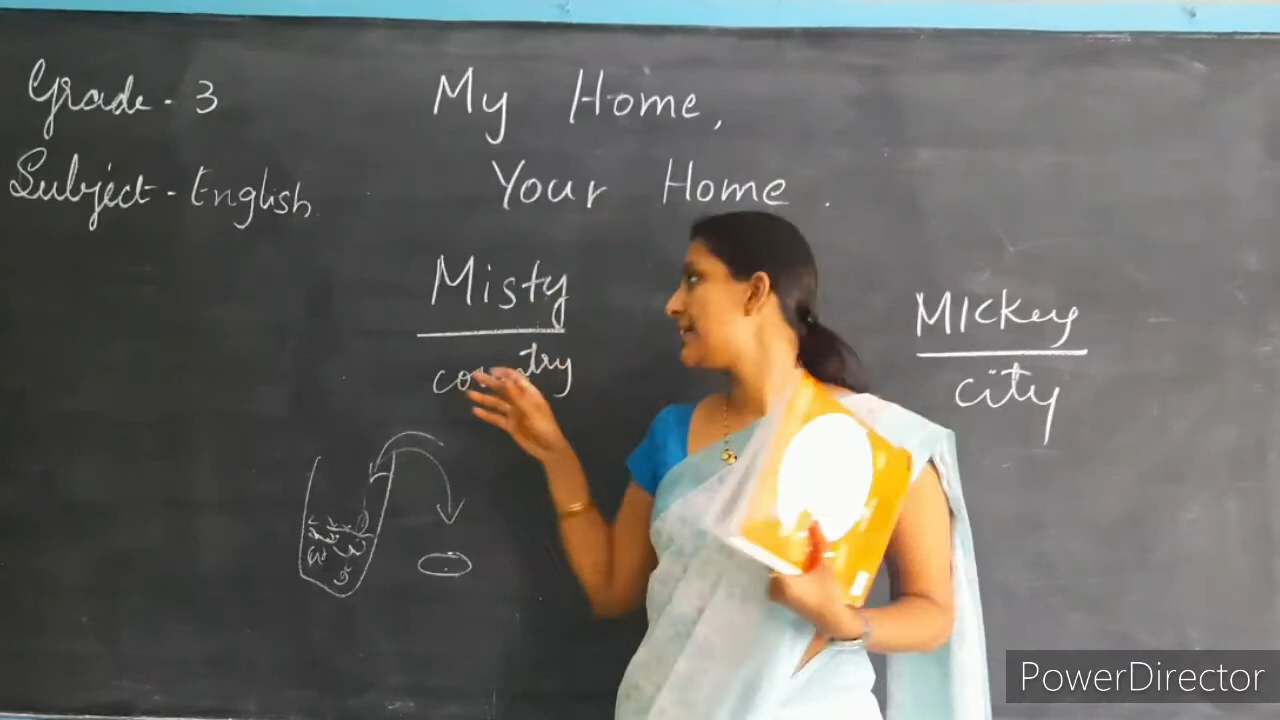 Grade - 3
Subject - English
My Home,
Your Home.
Misty
country
Mickey
city
PowerDirector